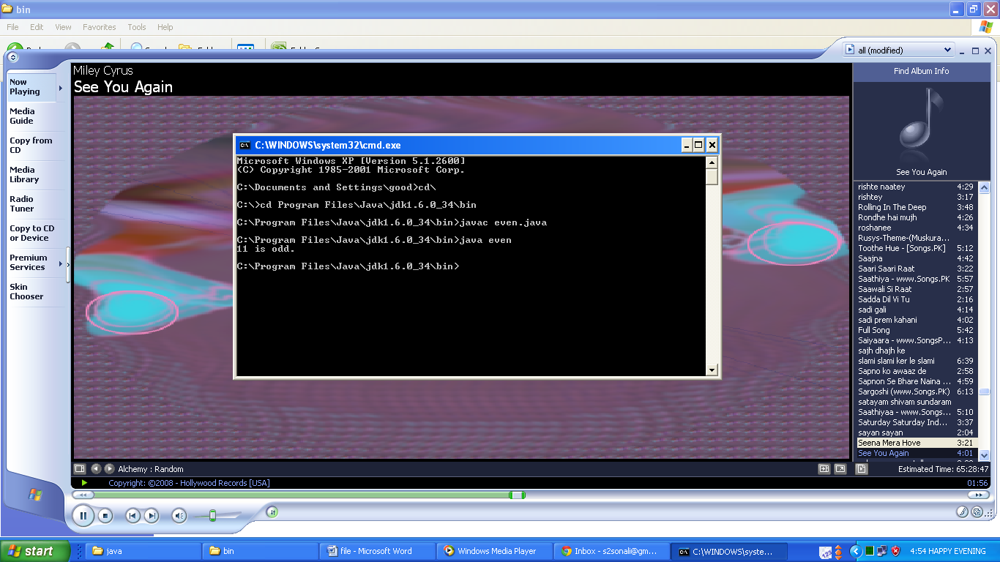 bin
File Edit View Favorites Tools Help
all (modified)
Miley Cyrus
See You Again
Find Album Info
See You Again
Now Playing
Media Guide
Copy from CD
Media Library
Radio Tuner
Copy to CD or Device
Premium Services
Skin Chooser
C:\WINDOWS\system32\cmd.exe
Microsoft Windows XP [Version 5.1.2600]
(C) Copyright 1985-2001 Microsoft Corp.
C:\Documents and Settings\good>cd\
C:\>cd Program Files\Java\jdk1.6.0_34\bin
C:\Program Files\Java\jdk1.6.0_34\bin>javac even.java
C:\Program Files\Java\jdk1.6.0_34\bin>java even
11 is odd.
C:\Program Files\Java\jdk1.6.0_34\bin>
rishte naatey 4:29
rishtey 3:17
Rolling In The Deep 3:48
Rondhe hai mujh 4:26
roshanee 4:34
Rusys-Theme-(Muskura...
Toothe Hue - [Songs.PK] 5:12
Saajna 4:42
Saari Saari Raat 3:22
Saathiya - www.Songs.PK 5:57
Saawali Si Raat 2:57
Sadda Dil Vi Tu 2:16
sadi gali 4:14
sadi prem kahani 4:02
Full Song 5:42
Saiyaara - www.SongsP... 4:13
sajh dhajh ke
slami slami ker le slami 6:39
Sapno ko awaaz de 2:58
Sapnon Se Bhare Naina ... 4:59
Sargoshi (www.Songs.PK) 6:13
satayam shivam sundaram
Saathiyaa - www.Songs... 5:10
Saturday Saturday Ind... 3:37
sayan sayan 2:04
Seena Mera Hove 3:21
See You Again 4:01
Alchemy : Random
Estimated Time: 65:28:47
Copyright: ©2008 - Hollywood Records [USA]
01:56
start
java
bin
file - Microsoft Word
Windows Media Player
Inbox - s2sonali@gm...
C:\WINDOWS\syste...
4:54 HAPPY EVENING